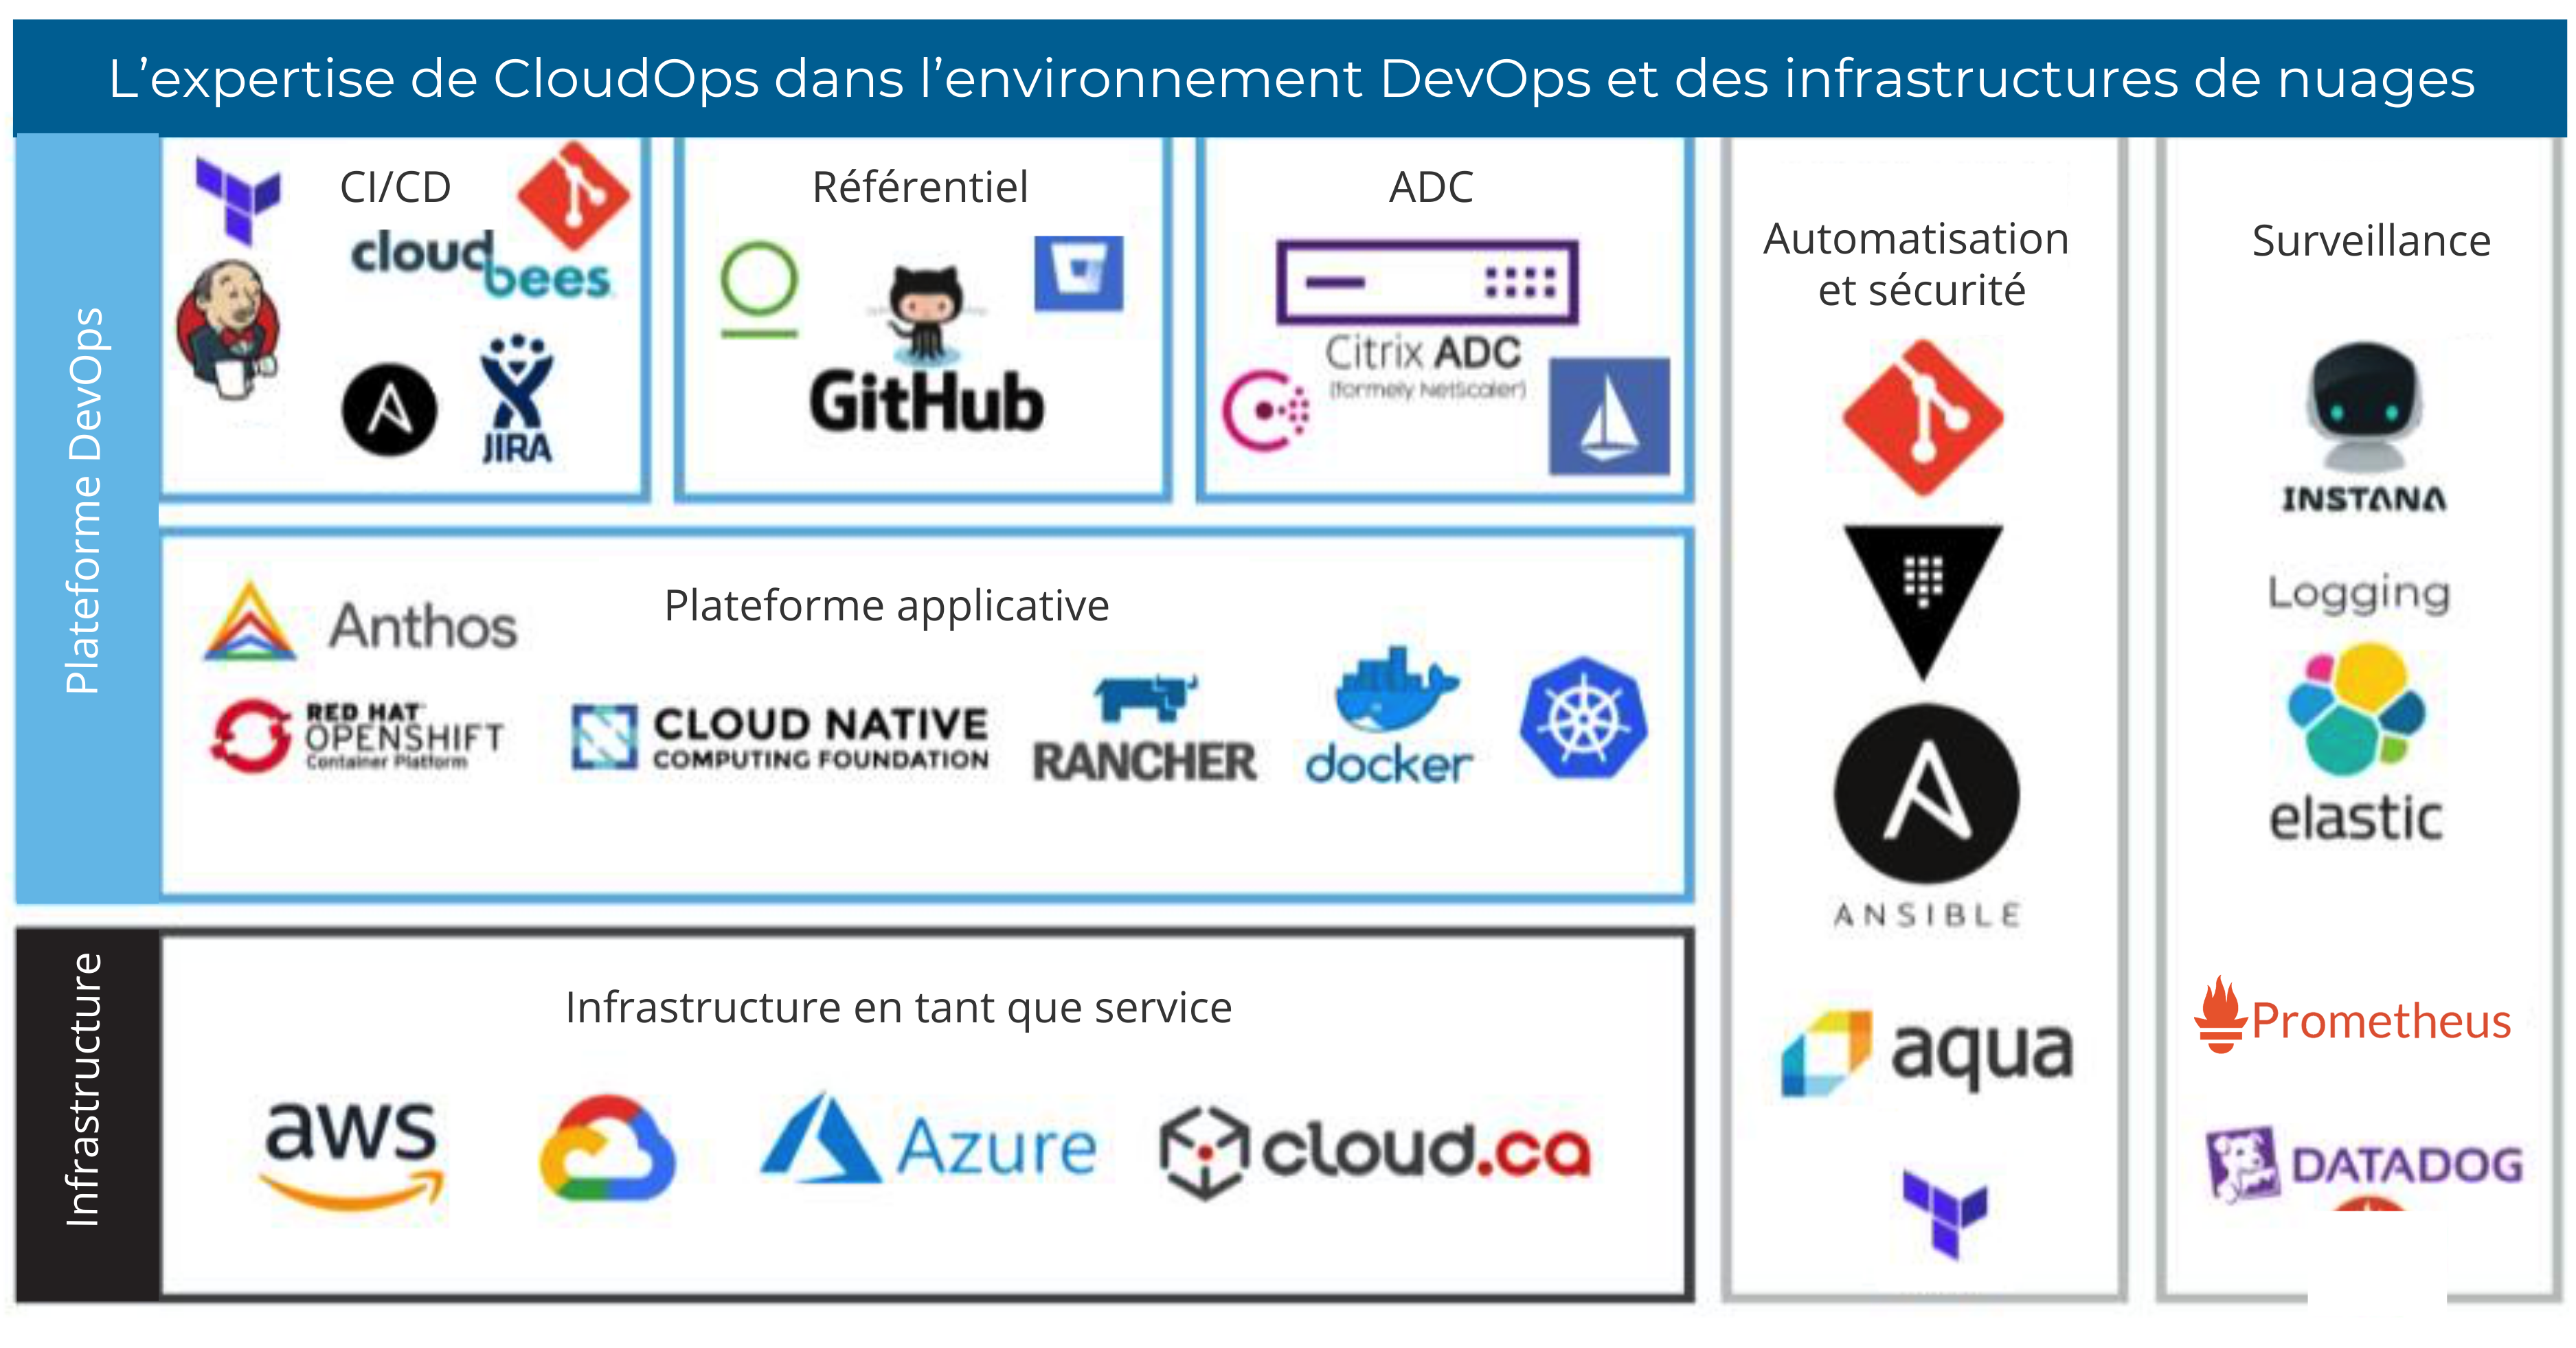 L’expertise de CloudOps dans l’environnement DevOps et des infrastructures de nuages
Plateforme DevOps
CI/CD
cloudbees
JIRA
Référentiel
GitHub
ADC
Citrix ADC
(formely NetScaler)
Plateforme applicative
Anthos
RED HAT
OPENSHIFT
Container Platform
CLOUD NATIVE
COMPUTING FOUNDATION
RANCHER
docker
Infrastructure
Infrastructure en tant que service
aws
Azure
cloud.ca
Automatisation
et sécurité
ANSIBLE
aqua
Surveillance
INSTANA
Logging
elastic
Prometheus
DATADOG